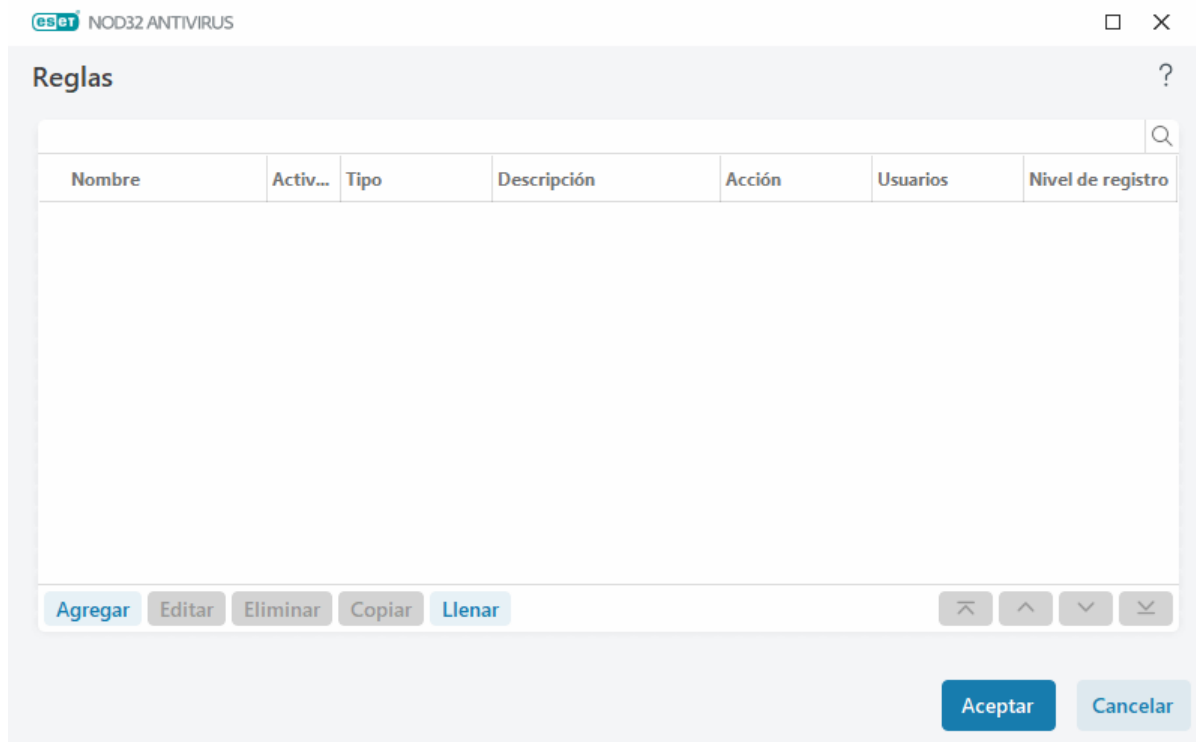 eset NOD32 ANTIVIRUS
Reglas
?
Nombre Activ... Tipo Descripción Acción Usuarios Nivel de registro
Agregar Editar Eliminar Copiar Llenar
Aceptar Cancelar